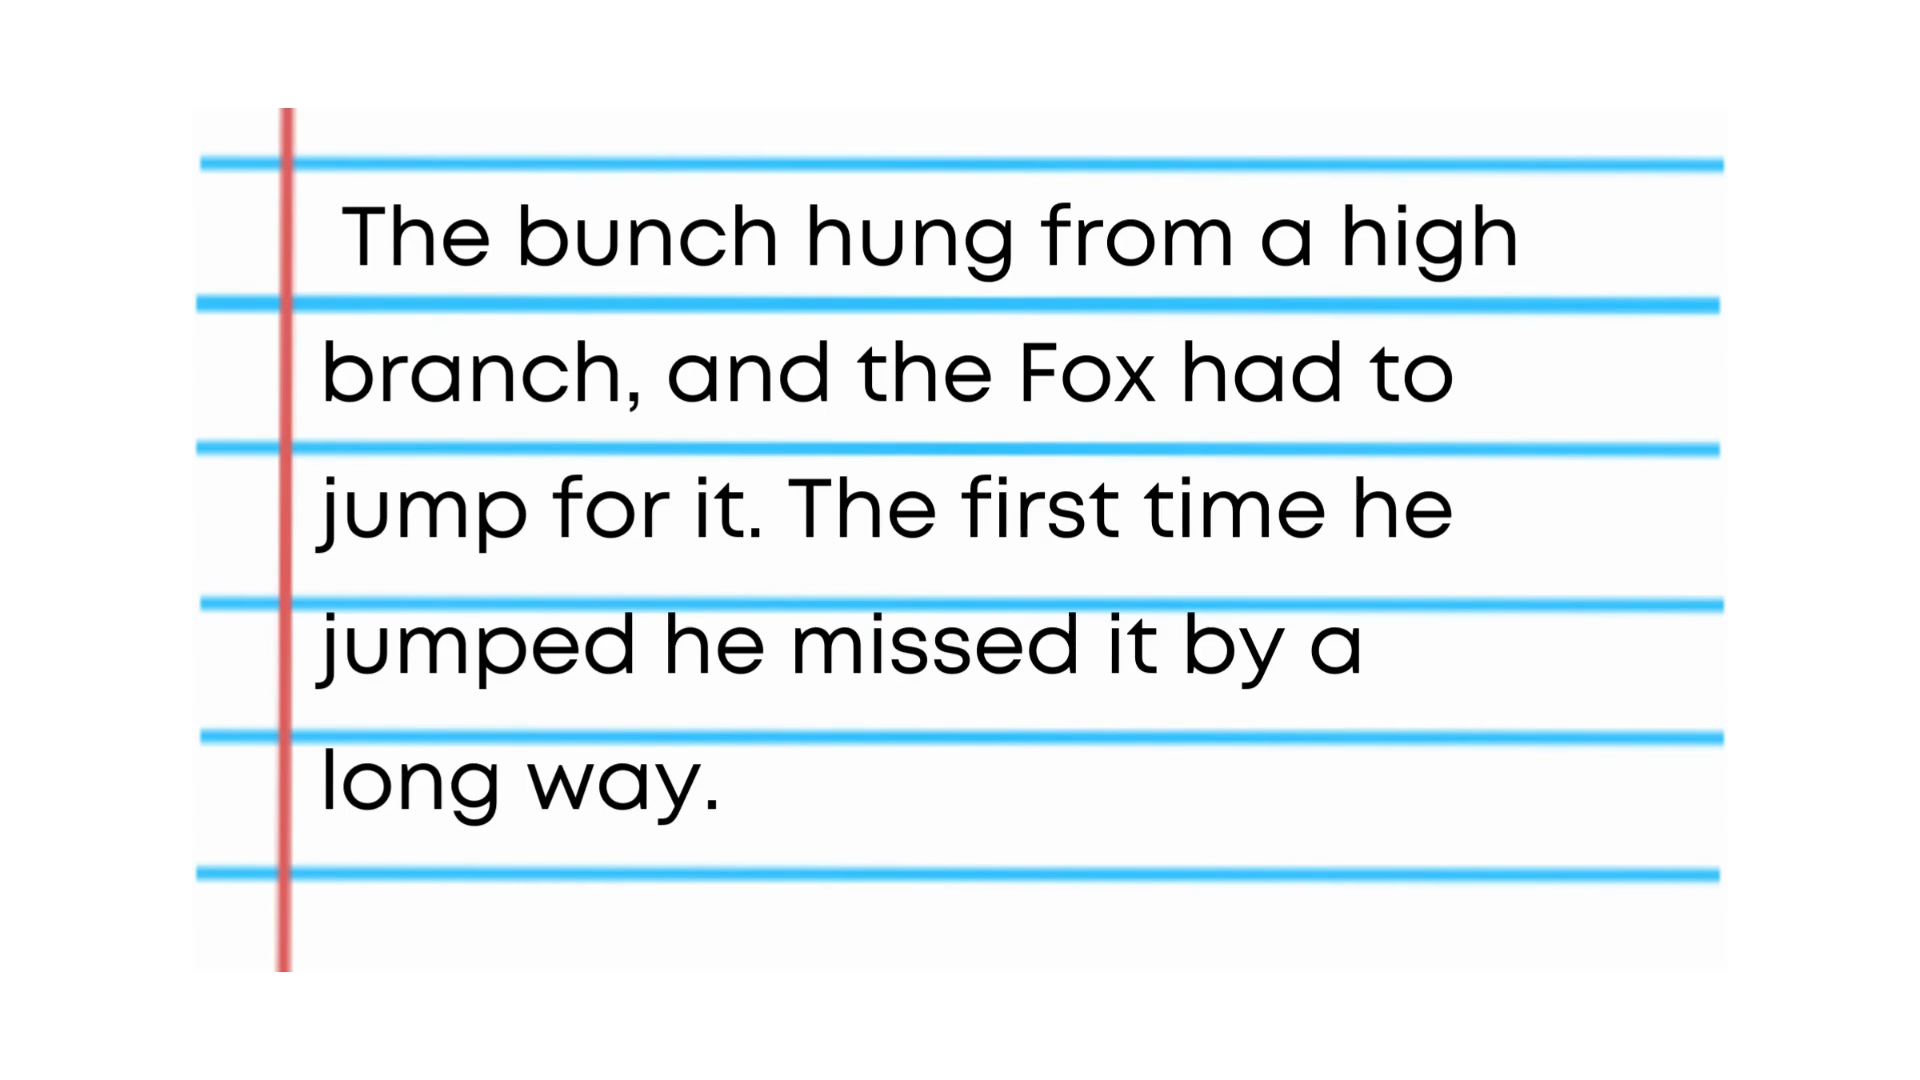 The bunch hung from a high
branch, and the Fox had to
jump for it. The first time he
jumped he missed it by a
long way.